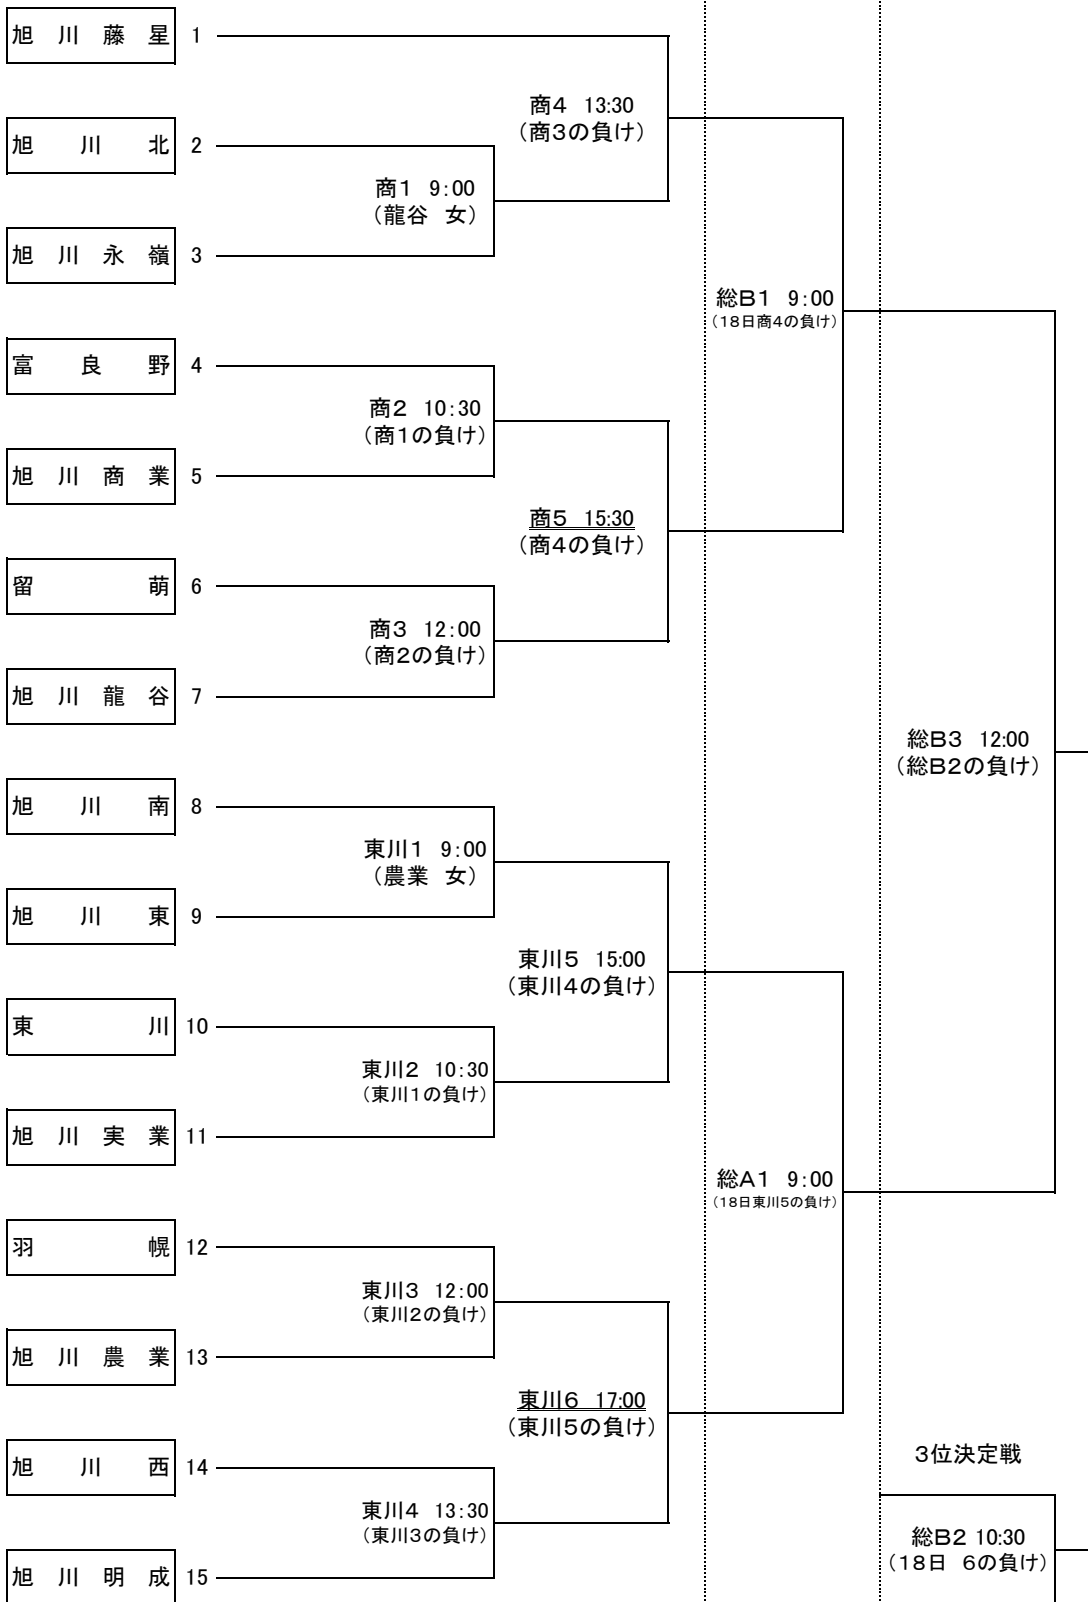 旭川藤星 1
商4 13:30
（商3の負け）
旭川北 2
商1 9:00
（龍谷 女）
旭川永嶺 3
総B1 9:00
（18日商4の負け）
富良野 4
商2 10:30
（商1の負け）
旭川商業 5
商5 15:30
（商4の負け）
留萌 6
商3 12:00
（商2の負け）
旭川龍谷 7
総B3 12:00
（総B2の負け）
旭川南 8
東川1 9:00
（農業 女）
旭川東 9
東川5 15:00
（東川4の負け）
東川 10
東川2 10:30
（東川1の負け）
旭川実業 11
総A1 9:00
（18日東川5の負け）
羽幌 12
東川3 12:00
（東川2の負け）
旭川農業 13
東川6 17:00
（東川5の負け）
旭川西 14
3位決定戦
東川4 13:30
（東川3の負け）
総B2 10:30
（18日 6の負け）
旭川明成 15